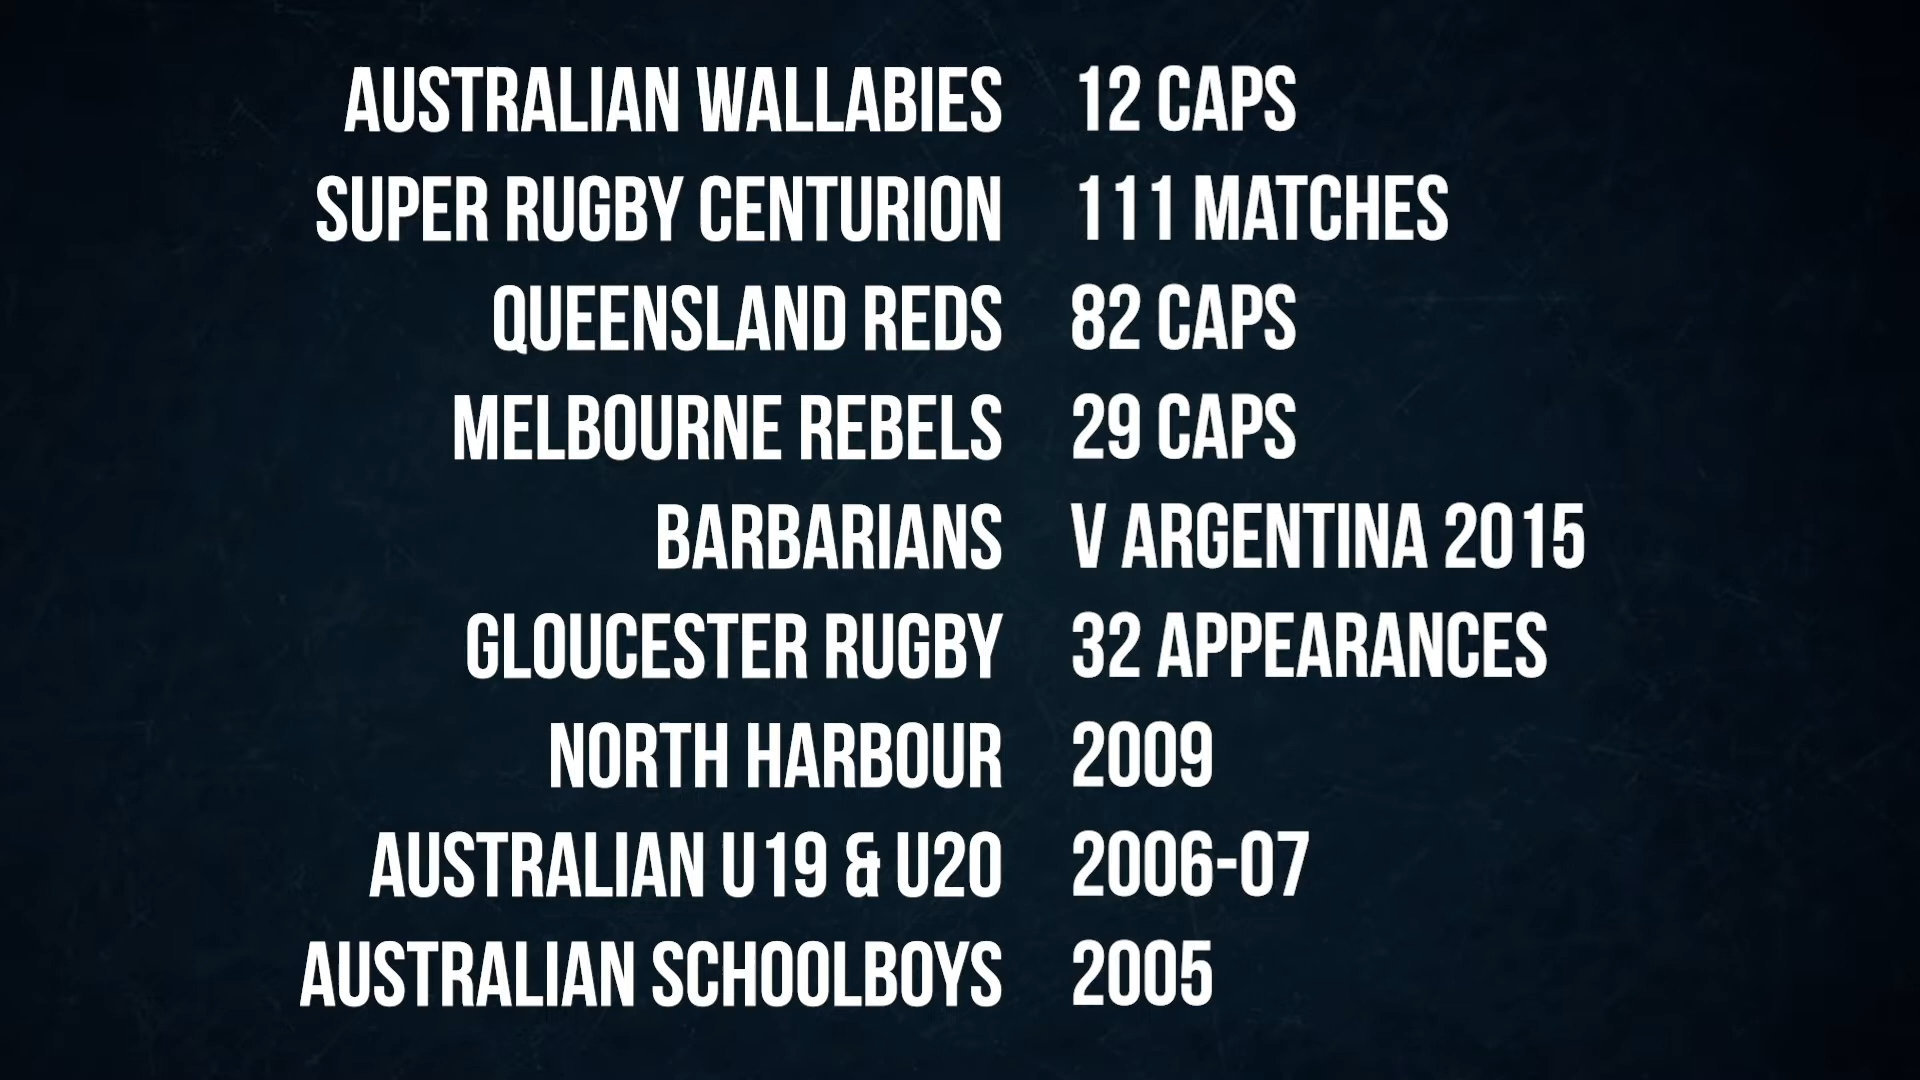 AUSTRALIAN WALLABIES 12 CAPS
SUPER RUGBY CENTURION 111 MATCHES
QUEENSLAND REDS 82 CAPS
MELBOURNE REBELS 29 CAPS
BARBARIANS V ARGENTINA 2015
GLOUCESTER RUGBY 32 APPEARANCES
NORTH HARBOUR 2009
AUSTRALIAN U19 & U20 2006-07
AUSTRALIAN SCHOOLBOYS 2005